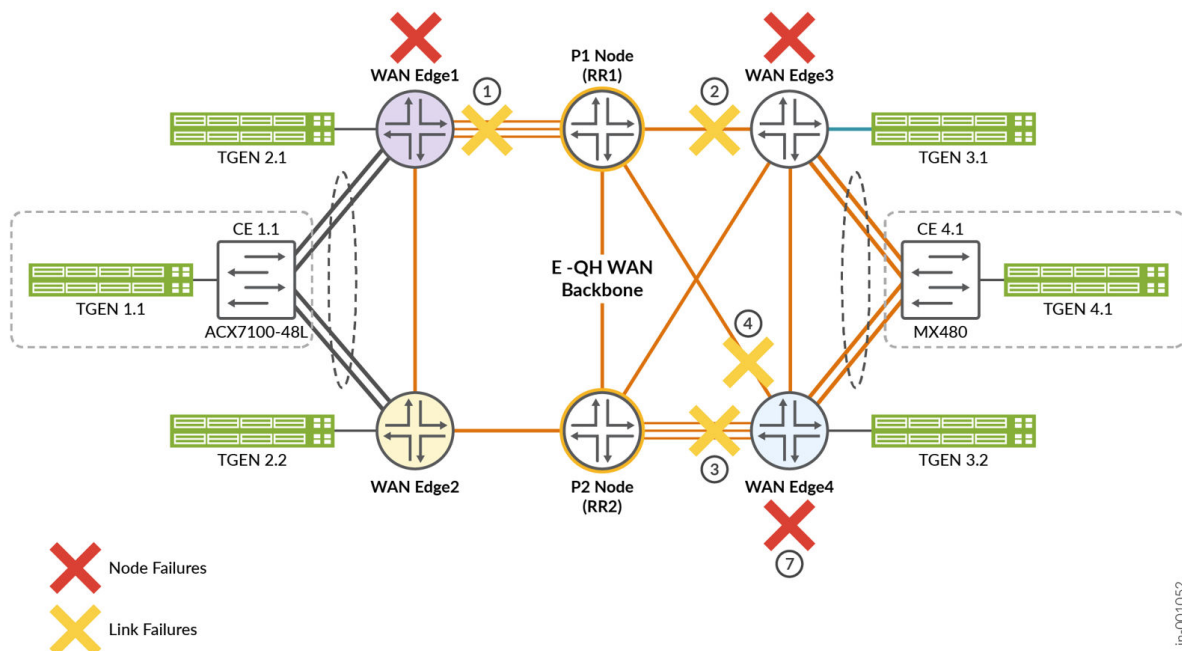 P1 Node
(RR1)
WAN Edge1
WAN Edge3
1
2
TGEN 2.1
TGEN 3.1
CE 1.1
CE 4.1
E -QH WAN
Backbone
TGEN 1.1
TGEN 4.1
ACX7100-48L
MX480
4
TGEN 2.2
TGEN 3.2
3
WAN Edge2
P2 Node
(RR2)
WAN Edge4
7
Node Failures
Link Failures
jn-001052